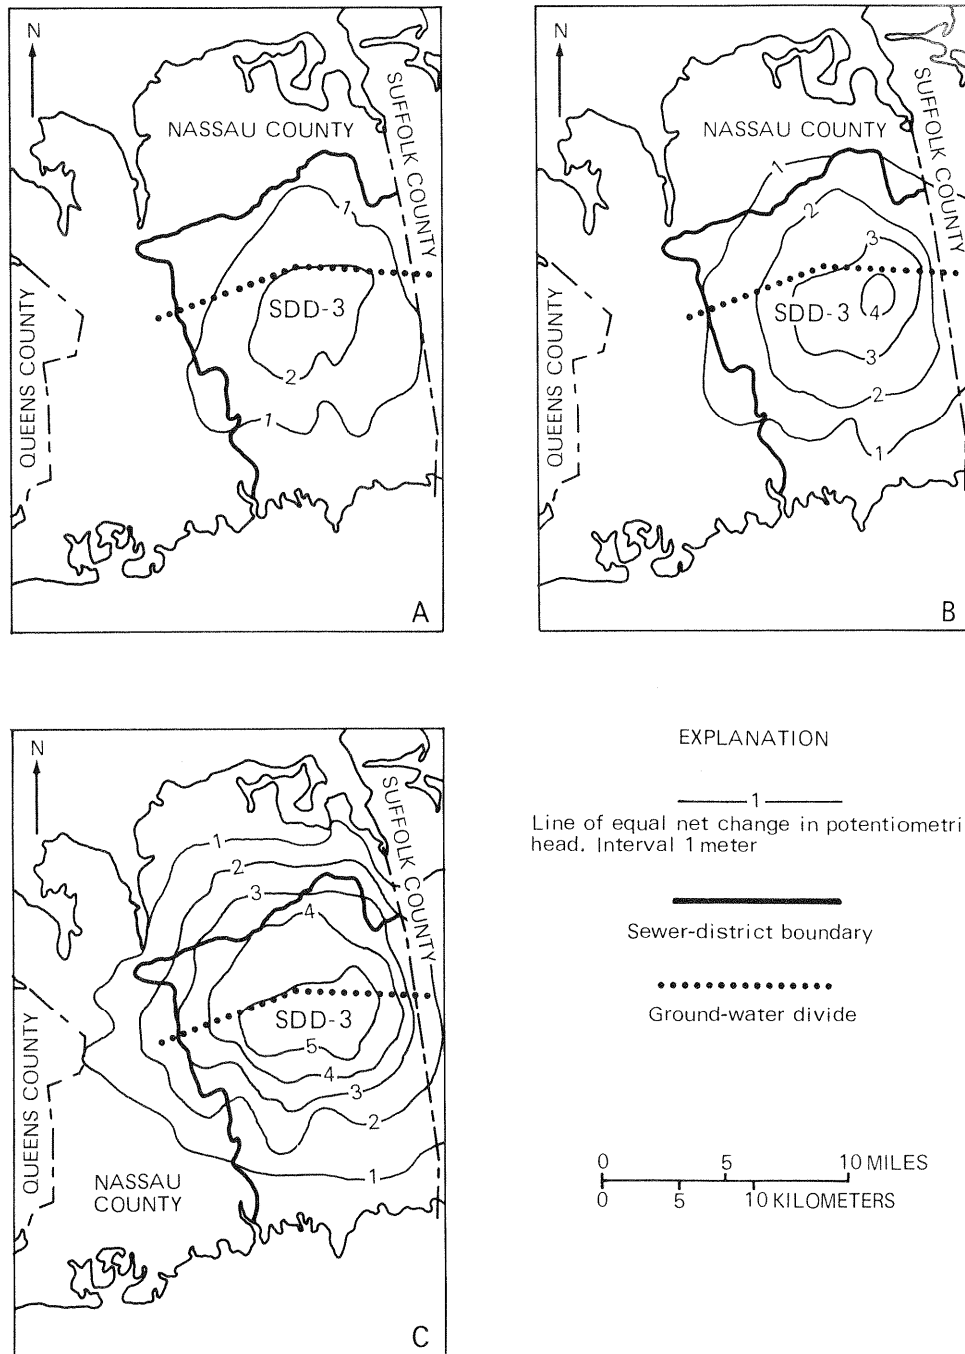 N
NASSAU COUNTY
SUFFOLK COUNTY
QUEENS COUNTY
1
SDD-3
2
1
A
N
NASSAU COUNTY
SUFFOLK COUNTY
QUEENS COUNTY
1
2
3
SDD-3
4
3
2
1
B
N
SUFFOLK COUNTY
QUEENS COUNTY
1
2
3
4
SDD-3
5
4
3
2
1
NASSAU
COUNTY
C
EXPLANATION
1
Line of equal net change in potentiometri
head. Interval 1 meter
Sewer-district boundary
Ground-water divide
0 5 10 MILES
0 5 10 KILOMETERS